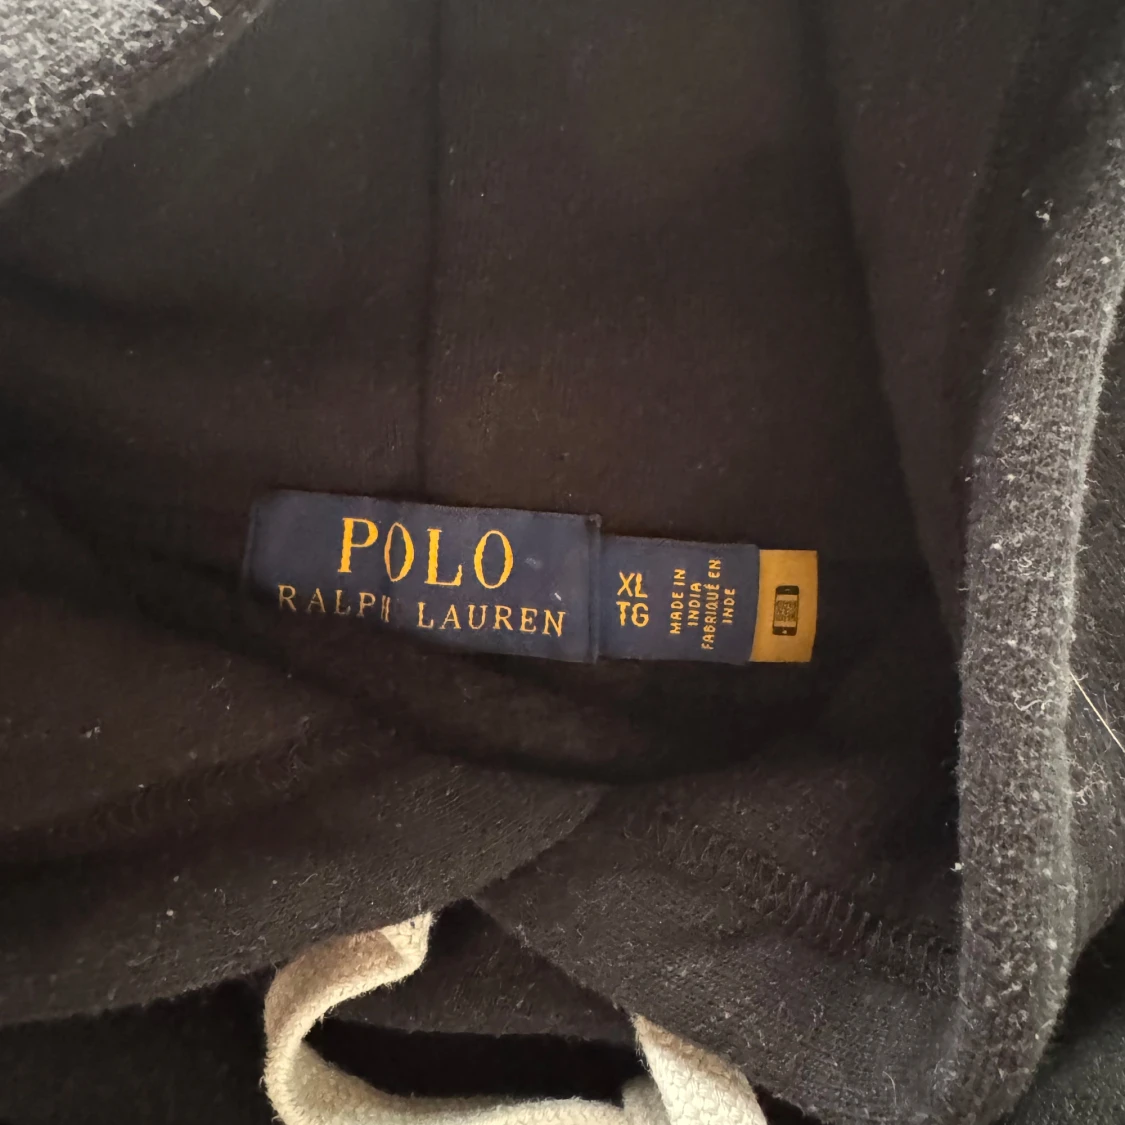 POLO
RALPH LAUREN
XL
TG
MADE IN
INDIA
FABRIQUÉ EN
INDE